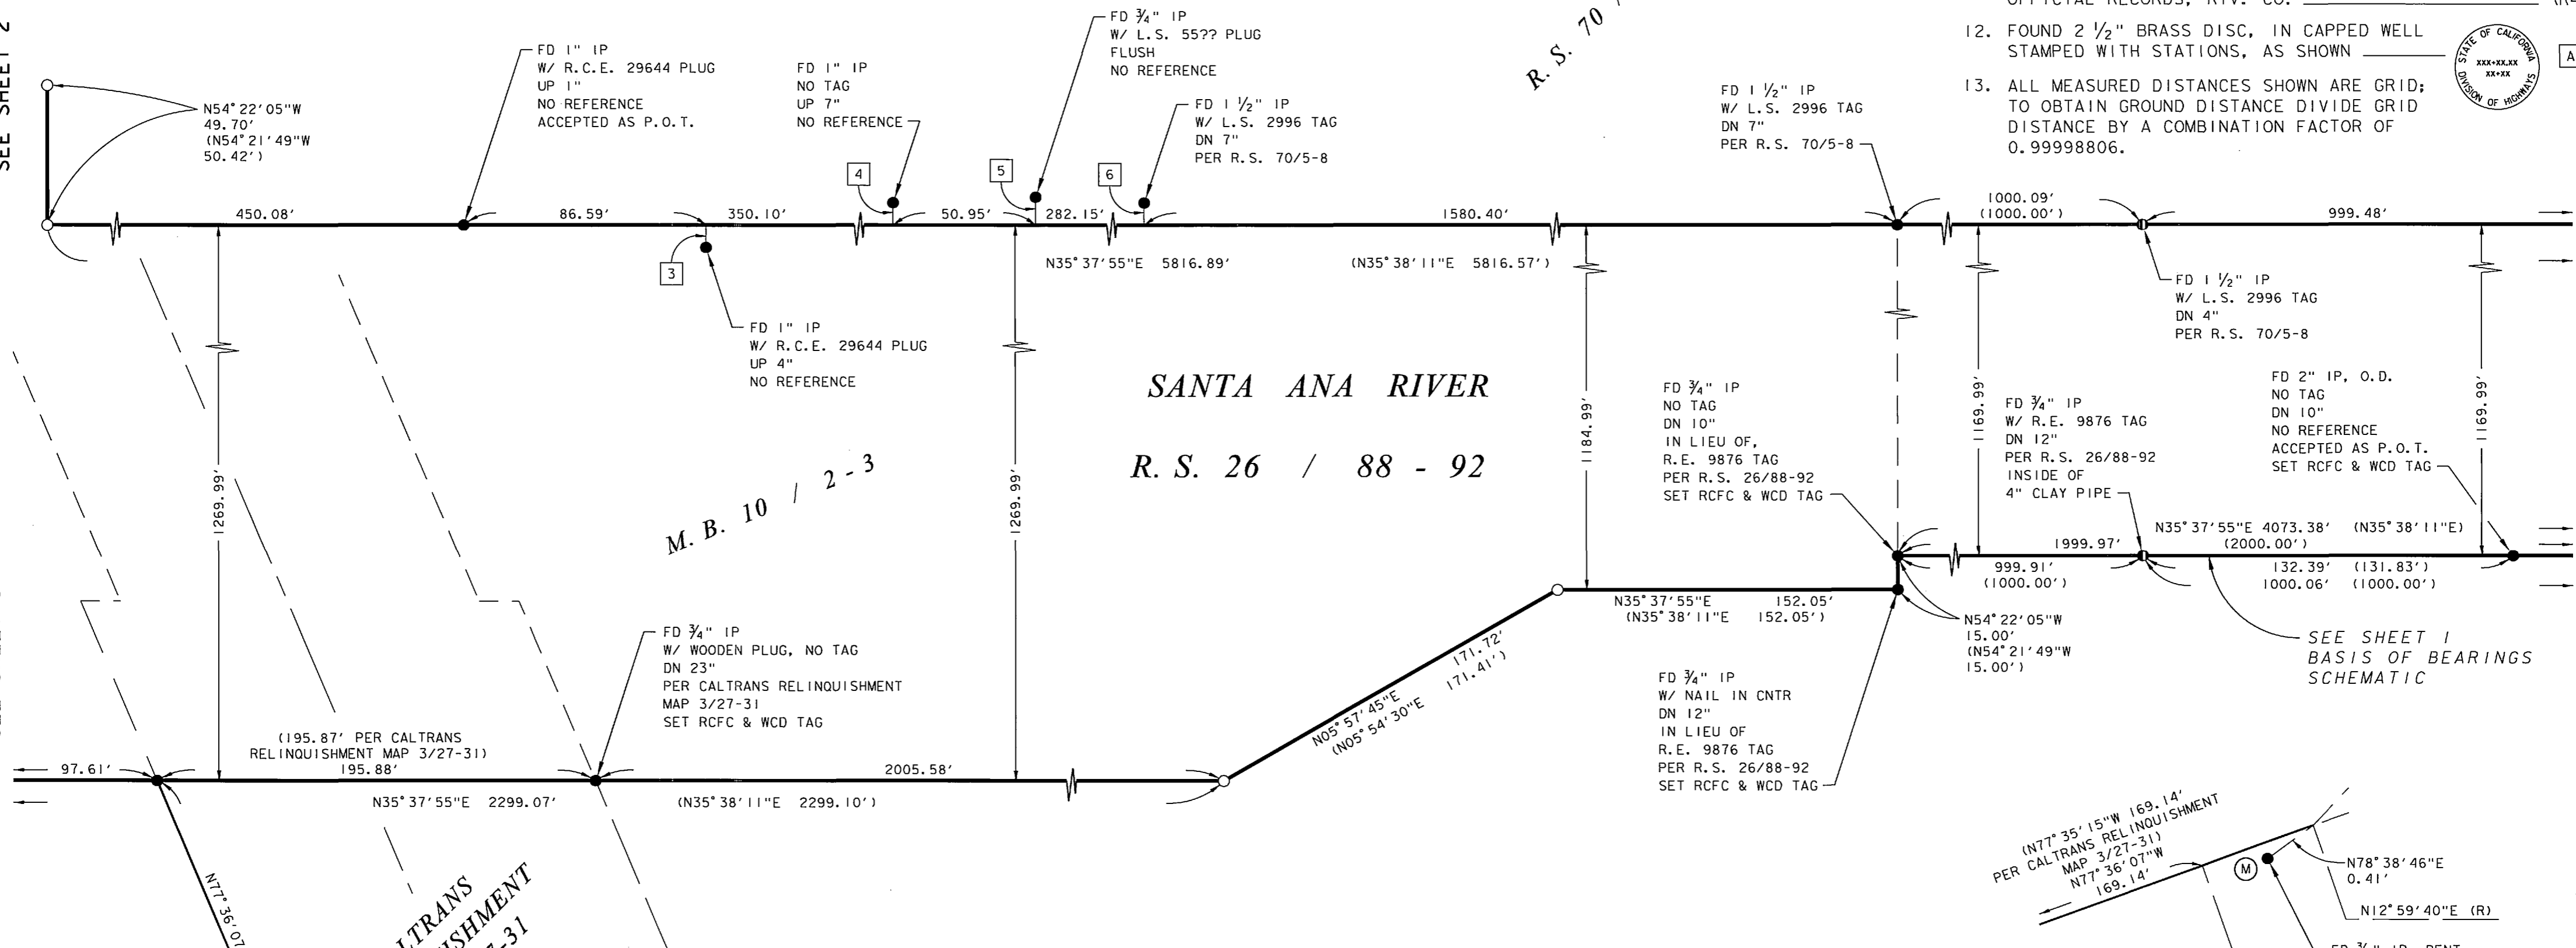 SEE SHEET 2
N54°22'05"W
49.70'
(N54°21'49"W
50.42')
FD 1" IP
W/ R.C.E. 29644 PLUG
UP 1"
NO REFERENCE
ACCEPTED AS P.O.T.
FD 1" IP
NO TAG
UP 7"
NO REFERENCE
FD 3/4" IP
W/ L.S. 55?? PLUG
FLUSH
NO REFERENCE
FD 1 1/2" IP
W/ L.S. 2996 TAG
DN 7"
PER R.S. 70/5-8
R. S. 70 /
FD 1 1/2" IP
W/ L.S. 2996 TAG
DN 7"
PER R.S. 70/5-8
OFFICIAL RECORDS, RIV. CO.
12. FOUND 2 1/2" BRASS DISC, IN CAPPED WELL
STAMPED WITH STATIONS, AS SHOWN
STATE OF CALIFORNIA
XXX+XX.XX
XX+XX
DIVISION OF HIGHWAYS
A
13. ALL MEASURED DISTANCES SHOWN ARE GRID;
TO OBTAIN GROUND DISTANCE DIVIDE GRID
DISTANCE BY A COMBINATION FACTOR OF
0.99998806.
4
5
6
450.08'
86.59'
350.10'
50.95'
282.15'
1580.40'
1000.09'
(1000.00')
999.48'
3
N35°37'55"E 5816.89'
(N35°38'11"E 5816.57')
FD 1" IP
W/ R.C.E. 29644 PLUG
UP 4"
NO REFERENCE
FD 1 1/2" IP
W/ L.S. 2996 TAG
DN 4"
PER R.S. 70/5-8
SANTA ANA RIVER
R. S. 26 / 88 - 92
M. B. 10 / 2 - 3
1269.99'
1269.99'
1184.99'
1169.99'
1169.99'
FD 3/4" IP
NO TAG
DN 10"
IN LIEU OF,
R.E. 9876 TAG
PER R.S. 26/88-92
SET RCFC & WCD TAG
FD 3/4" IP
W/ R.E. 9876 TAG
DN 12"
PER R.S. 26/88-92
INSIDE OF
4" CLAY PIPE
FD 2" IP, O.D.
NO TAG
DN 10"
NO REFERENCE
ACCEPTED AS P.O.T.
SET RCFC & WCD TAG
N35°37'55"E 4073.38' (N35°38'11"E)
1999.97'
(2000.00')
999.91'
(1000.00')
132.39' (131.83')
1000.06' (1000.00')
N35°37'55"E 152.05'
(N35°38'11"E 152.05')
N54°22'05"W
15.00'
(N54°21'49"W
15.00')
SEE SHEET 1
BASIS OF BEARINGS
SCHEMATIC
FD 3/4" IP
W/ WOODEN PLUG, NO TAG
DN 23"
PER CALTRANS RELINQUISHMENT
MAP 3/27-31
SET RCFC & WCD TAG
N05°57'45"E 171.72'
(N05°54'30"E 171.41')
FD 3/4" IP
W/ NAIL IN CNTR
DN 12"
IN LIEU OF
R.E. 9876 TAG
PER R.S. 26/88-92
SET RCFC & WCD TAG
(195.87' PER CALTRANS
RELINQUISHMENT MAP 3/27-31)
97.61'
195.88'
2005.58'
N35°37'55"E 2299.07'
(N35°38'11"E 2299.10')
N77°36'07
(N77°35'15"W 169.14'
PER CALTRANS RELINQUISHMENT
MAP 3/27-31)
N77°36'07"W
169.14'
M
N78°38'46"E
0.41'
N12°59'40"E (R)